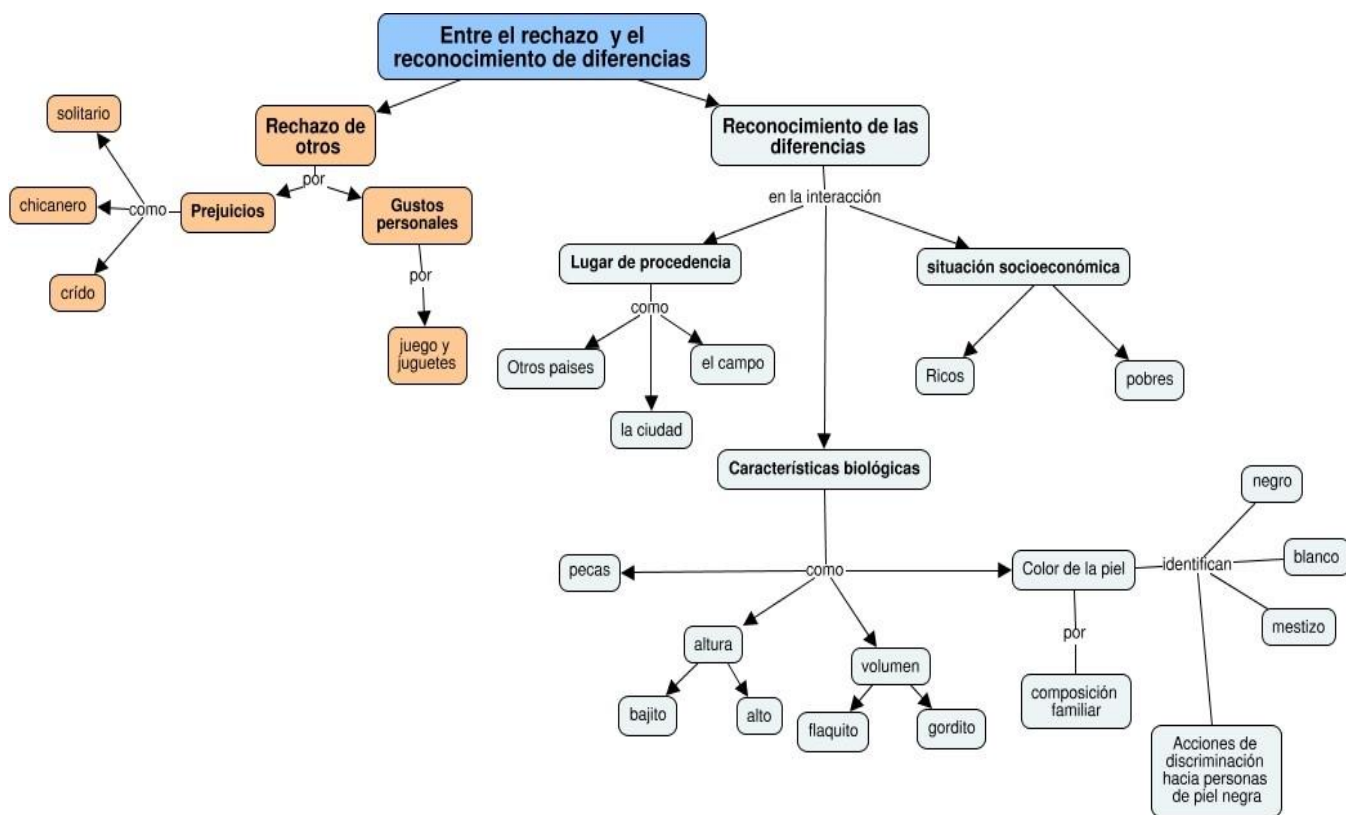 Entre el rechazo y el
reconocimiento de diferencias
Rechazo de
otros
por
Prejuicios
como
solitario
chicanero
crído
Gustos
personales
por
juego y
juguetes
Reconocimiento de las
diferencias
en la interacción
Lugar de procedencia
como
Otros paises
la ciudad
el campo
situación socioeconómica
Ricos
pobres
Características biológicas
como
pecas
altura
bajito
alto
volumen
flaquito
gordito
Color de la piel
por
composición
familiar
identifican
negro
blanco
mestizo
Acciones de
discriminación
hacia personas
de piel negra